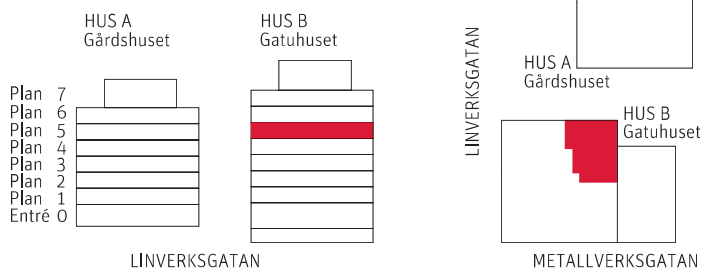 HUS A
Gårdshuset
HUS B
Gatuhuset
Plan 7
Plan 6
Plan 5
Plan 4
Plan 3
Plan 2
Plan 1
Entré 0
LINVERKSGATAN
LINVERKSGATAN
HUS A
Gårdshuset
HUS B
Gatuhuset
METALLVERKSGATAN